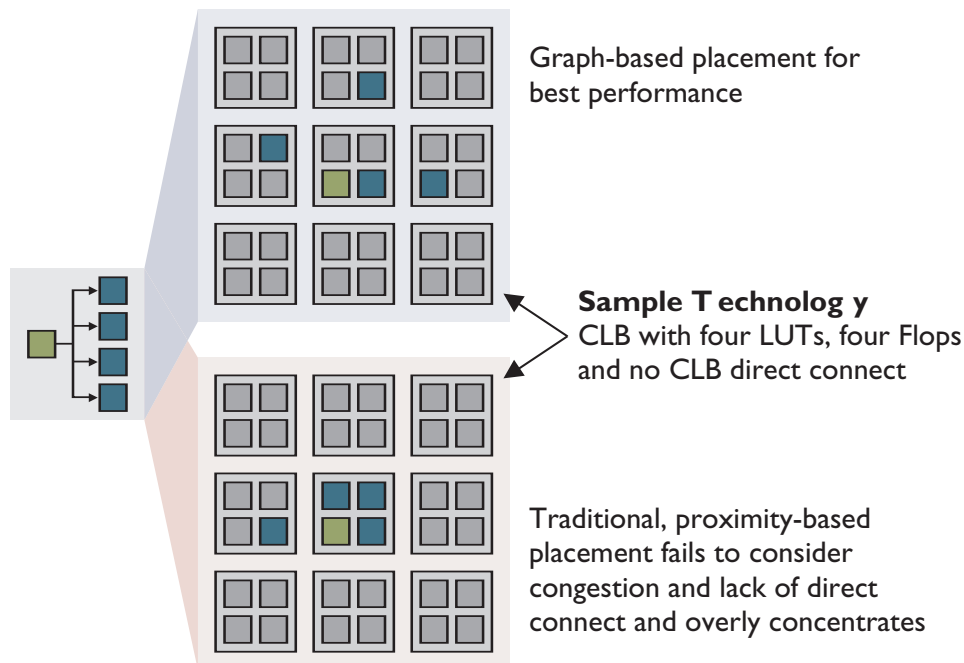 Graph-based placement for
best performance
Sample T echnolog y
CLB with four LUTs, four Flops
and no CLB direct connect
Traditional, proximity-based
placement fails to consider
congestion and lack of direct
connect and overly concentrates